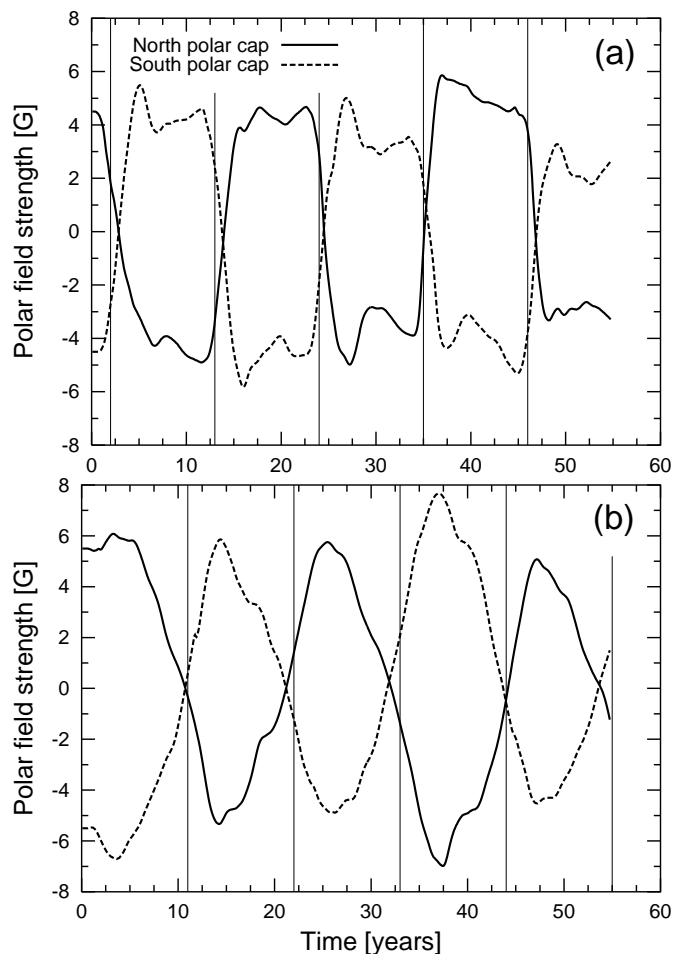 8
6
4
2
0
-2
-4
-6
-8
0 10 20 30 40 50 60
Polar field strength [G]
North polar cap
South polar cap
(a)
8
6
4
2
0
-2
-4
-6
-8
0 10 20 30 40 50 60
Polar field strength [G]
(b)
Time [years]